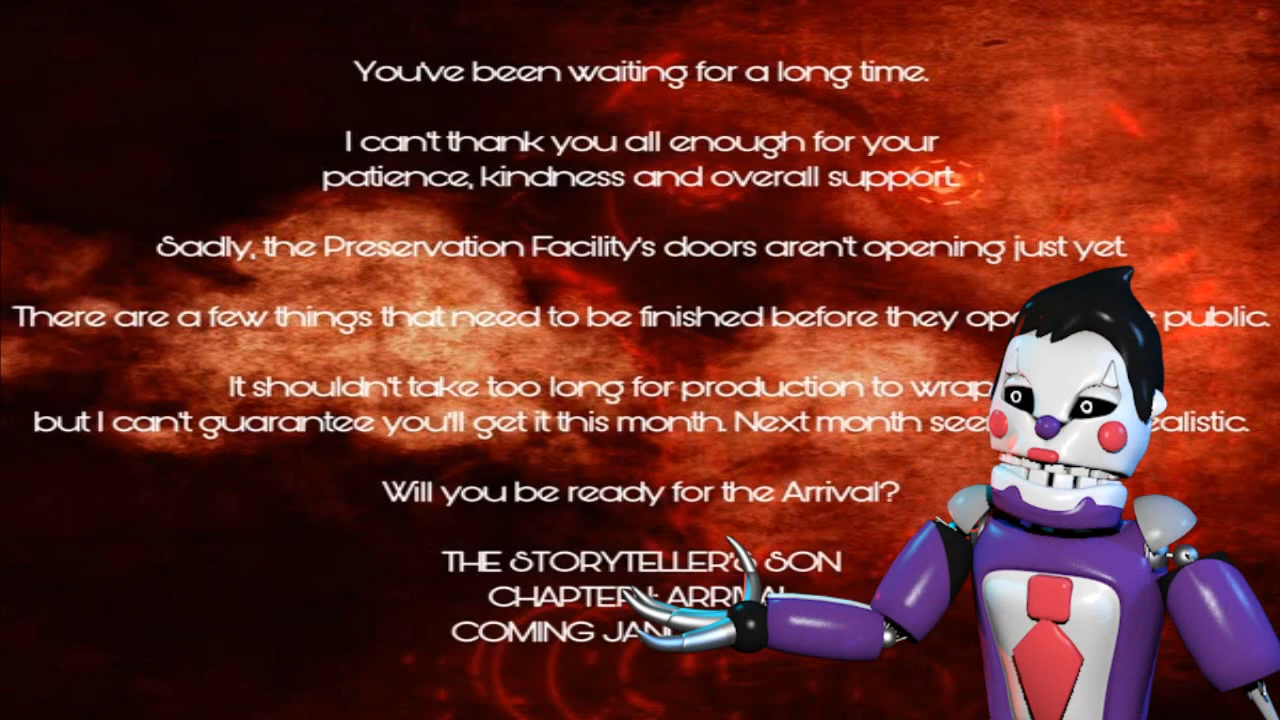 You've been waiting for a long time.
I can't thank you all enough for your
patience, kindness and overall support.
Sadly, the Preservation Facility's doors aren't opening just yet.
There are a few things that need to be finished before they public.
It shouldn't take too long for production to wrap
but I can't guarantee you'll get it this month. Next month
Will you be ready for the Arrival?
THE STORYTELLER'S SON
ARRIVAL
COMING